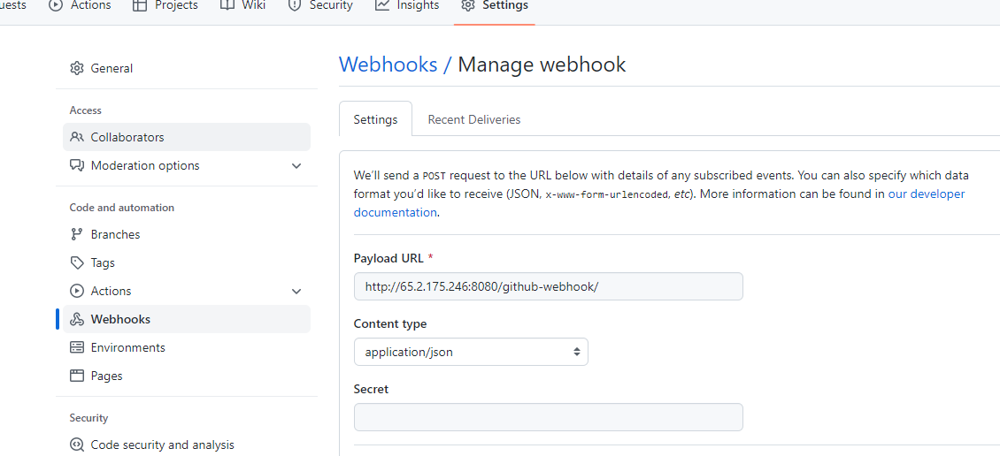 uests Actions Projects Wiki Security Insights Settings
General
Access
Collaborators
Moderation options
Code and automation
Branches
Tags
Actions
Webhooks
Environments
Pages
Security
Code security and analysis
Webhooks / Manage webhook
Settings Recent Deliveries
We'll send a POST request to the URL below with details of any subscribed events. You can also specify which data
format you'd like to receive (JSON, x-www-form-urlencoded, etc). More information can be found in our developer
documentation.
Payload URL *
http://65.2.175.246:8080/github-webhook/
Content type
application/json
Secret